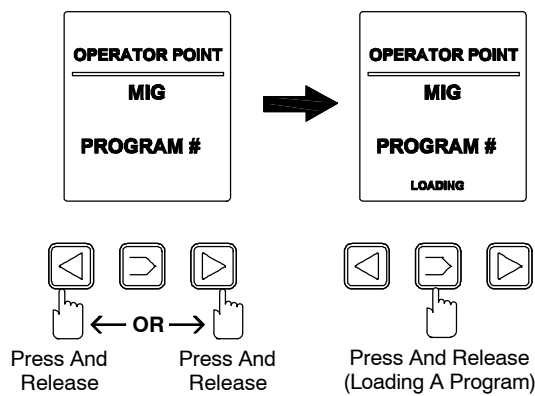 OPERATOR POINT
MIG
PROGRAM #
OPERATOR POINT
MIG
PROGRAM #
LOADING
OR
Press And
Release
Press And
Release
Press And Release
(Loading A Program)